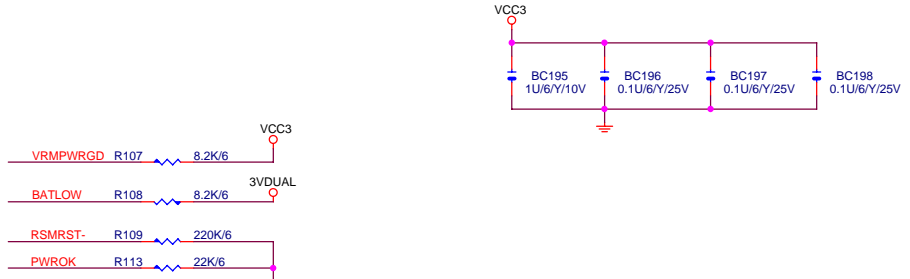 VCC3
BC195 BC196 BC197 BC198
1U/6/Y/10V 0.1U/6/Y/25V 0.1U/6/Y/25V 0.1U/6/Y/25V
VCC3
VRMPWRGD R107 8.2K/6
3VDUAL
BATLOW R108 8.2K/6
RSMRST- R109 220K/6
PWROK R113 22K/6